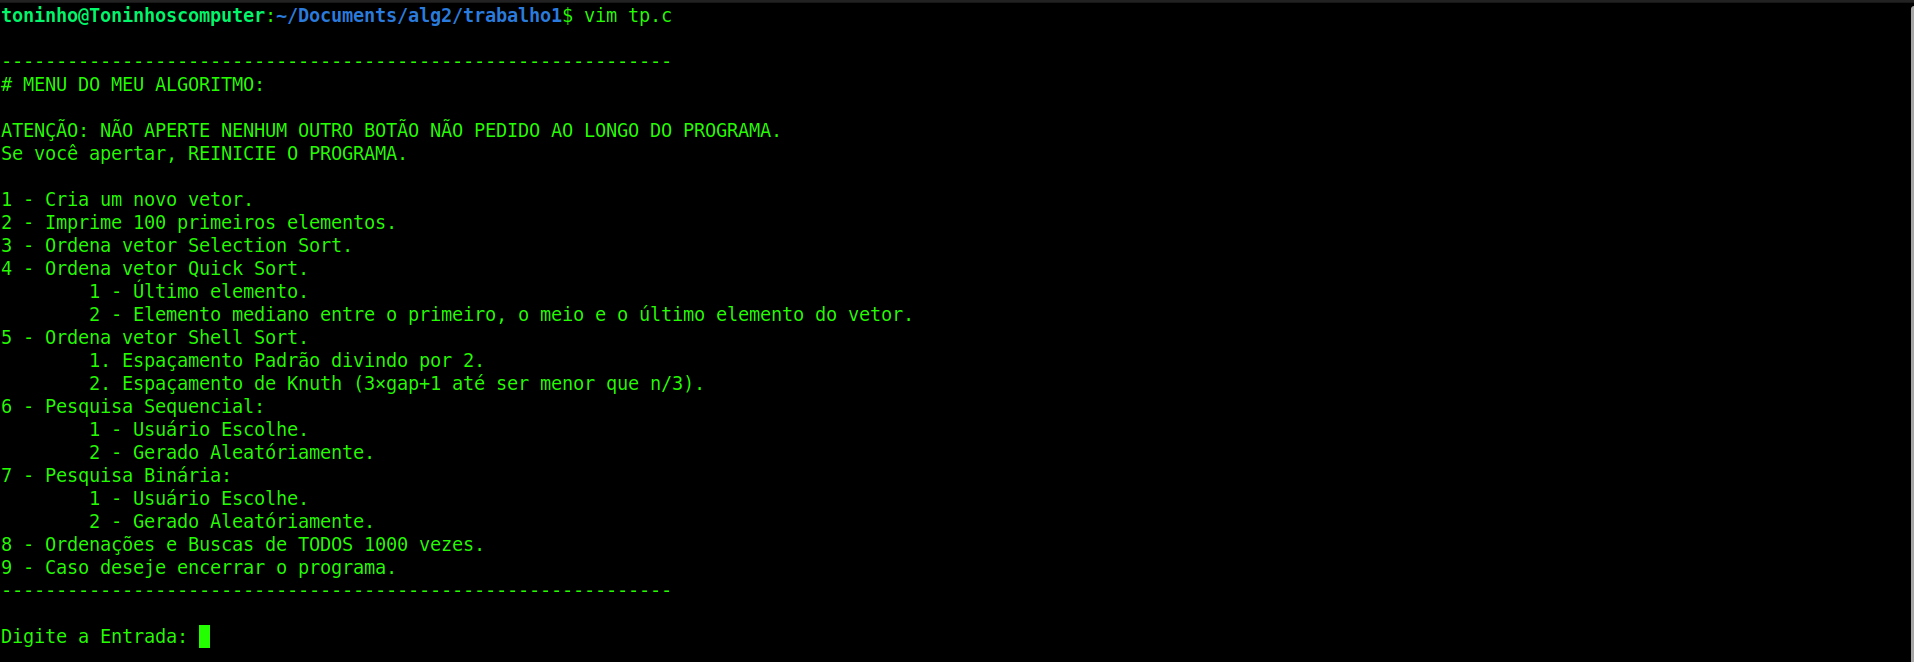 toninho@Toninhoscomputer:~/Documents/alg2/trabalho1$ vim tp.c
-------------------------------------------------------------
# MENU DO MEU ALGORITMO:
ATENÇÃO: NÃO APERTE NENHUM OUTRO BOTÃO NÃO PEDIDO AO LONGO DO PROGRAMA.
Se você apertar, REINICIE O PROGRAMA.
1 - Cria um novo vetor.
2 - Imprime 100 primeiros elementos.
3 - Ordena vetor Selection Sort.
4 - Ordena vetor Quick Sort.
1 - Último elemento.
2 - Elemento mediano entre o primeiro, o meio e o último elemento do vetor.
5 - Ordena vetor Shell Sort.
1. Espaçamento Padrão divindo por 2.
2. Espaçamento de Knuth (3×gap+1 até ser menor que n/3).
6 - Pesquisa Sequencial:
1 - Usuário Escolhe.
2 - Gerado Aleatóriamente.
7 - Pesquisa Binária:
1 - Usuário Escolhe.
2 - Gerado Aleatóriamente.
8 - Ordenações e Buscas de TODOS 1000 vezes.
9 - Caso deseje encerrar o programa.
-------------------------------------------------------------
Digite a Entrada: